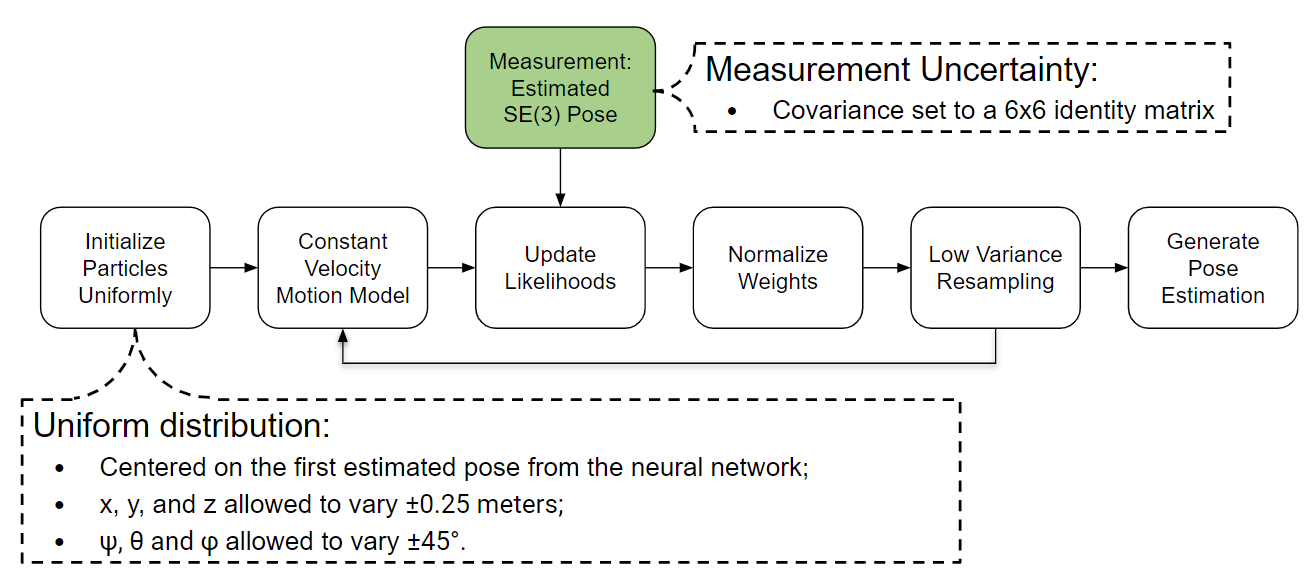 Measurement:
Estimated
SE(3) Pose
Measurement Uncertainty:
• Covariance set to a 6x6 identity matrix
Initialize
Particles
Uniformly
Constant
Velocity
Motion Model
Update
Likelihoods
Normalize
Weights
Low Variance
Resampling
Generate
Pose
Estimation
Uniform distribution:
• Centered on the first estimated pose from the neural network;
• x, y, and z allowed to vary ±0.25 meters;
• ψ, θ and φ allowed to vary ±45°.